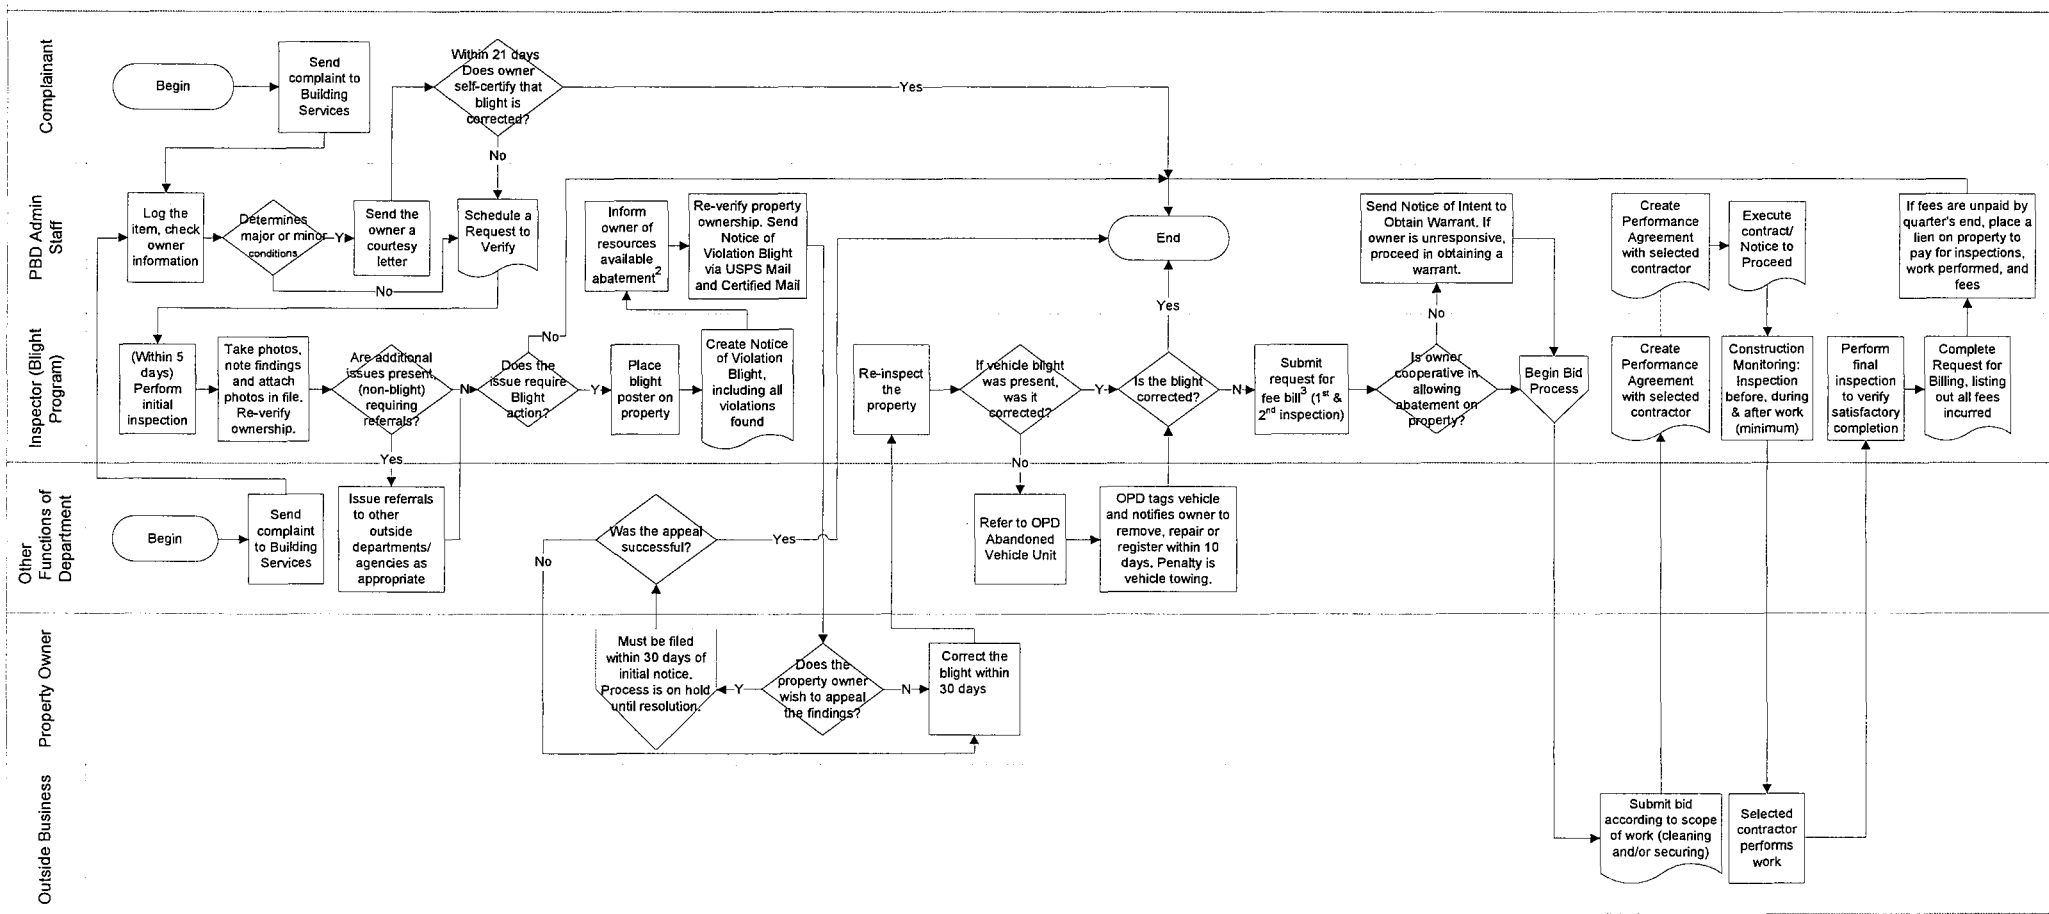 Complainant
Begin
Send
complaint to
Building
Services
Within 21 days
Does owner
self-certify that
blight is
corrected?
Yes
No
PBD Admin
Staff
Log the
item, check
owner
information
Determines
major or minor
conditions.
Y
No
Send the
owner a
courtesy
letter
Schedule a
Request to
Verify
Inform
owner of
resources
available
abatement2
Re-verify property
ownership. Send
Notice of
Violation Blight
via USPS Mail
and Certified Mail
End
Yes
Send Notice of Intent to
Obtain Warrant. If
owner is unresponsive,
proceed in obtaining a
warrant.
No
Create
Performance
Agreement
with selected
contractor
Execute
contract/
Notice to
Proceed
If fees are unpaid by
quarter's end, place a
lien on property to
pay for inspections,
work performed, and
fees
Inspector (Blight
Program)
(Within 5
days)
Perform
initial
inspection
Take photos,
note findings
and attach
photos in file.
Re-verify
ownership.
Are additional
issues present,
(non-blight)
requiring
referrals?
N
Yes
Does the
issue require
Blight
action?
No
Y
Place
blight
poster on
property
Create Notice
of Violation
Blight,
including all
violations
found
Re-inspect
the
property
If vehicle blight
was present,
was it
corrected?
Y
No
Is the blight
corrected?
N
Submit
request for
fee bill3 (1st &
2nd inspection)
Is owner
cooperative in
allowing
abatement on
property?
Begin Bid
Process
Create
Performance
Agreement
with selected
contractor
Construction
Monitoring:
Inspection
before, during
& after work
(minimum)
Perform
final
inspection
to verify
satisfactory
completion
Complete
Request for
Billing, listing
out all fees
incurred
Other
Functions of
Department
Begin
Send
complaint
to Building
Services
Issue referrals
to other
outside
departments/
agencies as
appropriate
Was the appeal
successful?
Yes
No
Refer to OPD
Abandoned
Vehicle Unit
OPD tags vehicle
and notifies owner to
remove, repair or
register within 10
days. Penalty is
vehicle towing.
Property Owner
Must be filed
within 30 days of
initial notice.
Process is on hold
until resolution.
Y
Does the
property owner
wish to appeal
the findings?
N
Correct the
blight within
30 days
Outside Business
Submit bid
according to scope
of work (cleaning
and/or securing)
Selected
contractor
performs
work